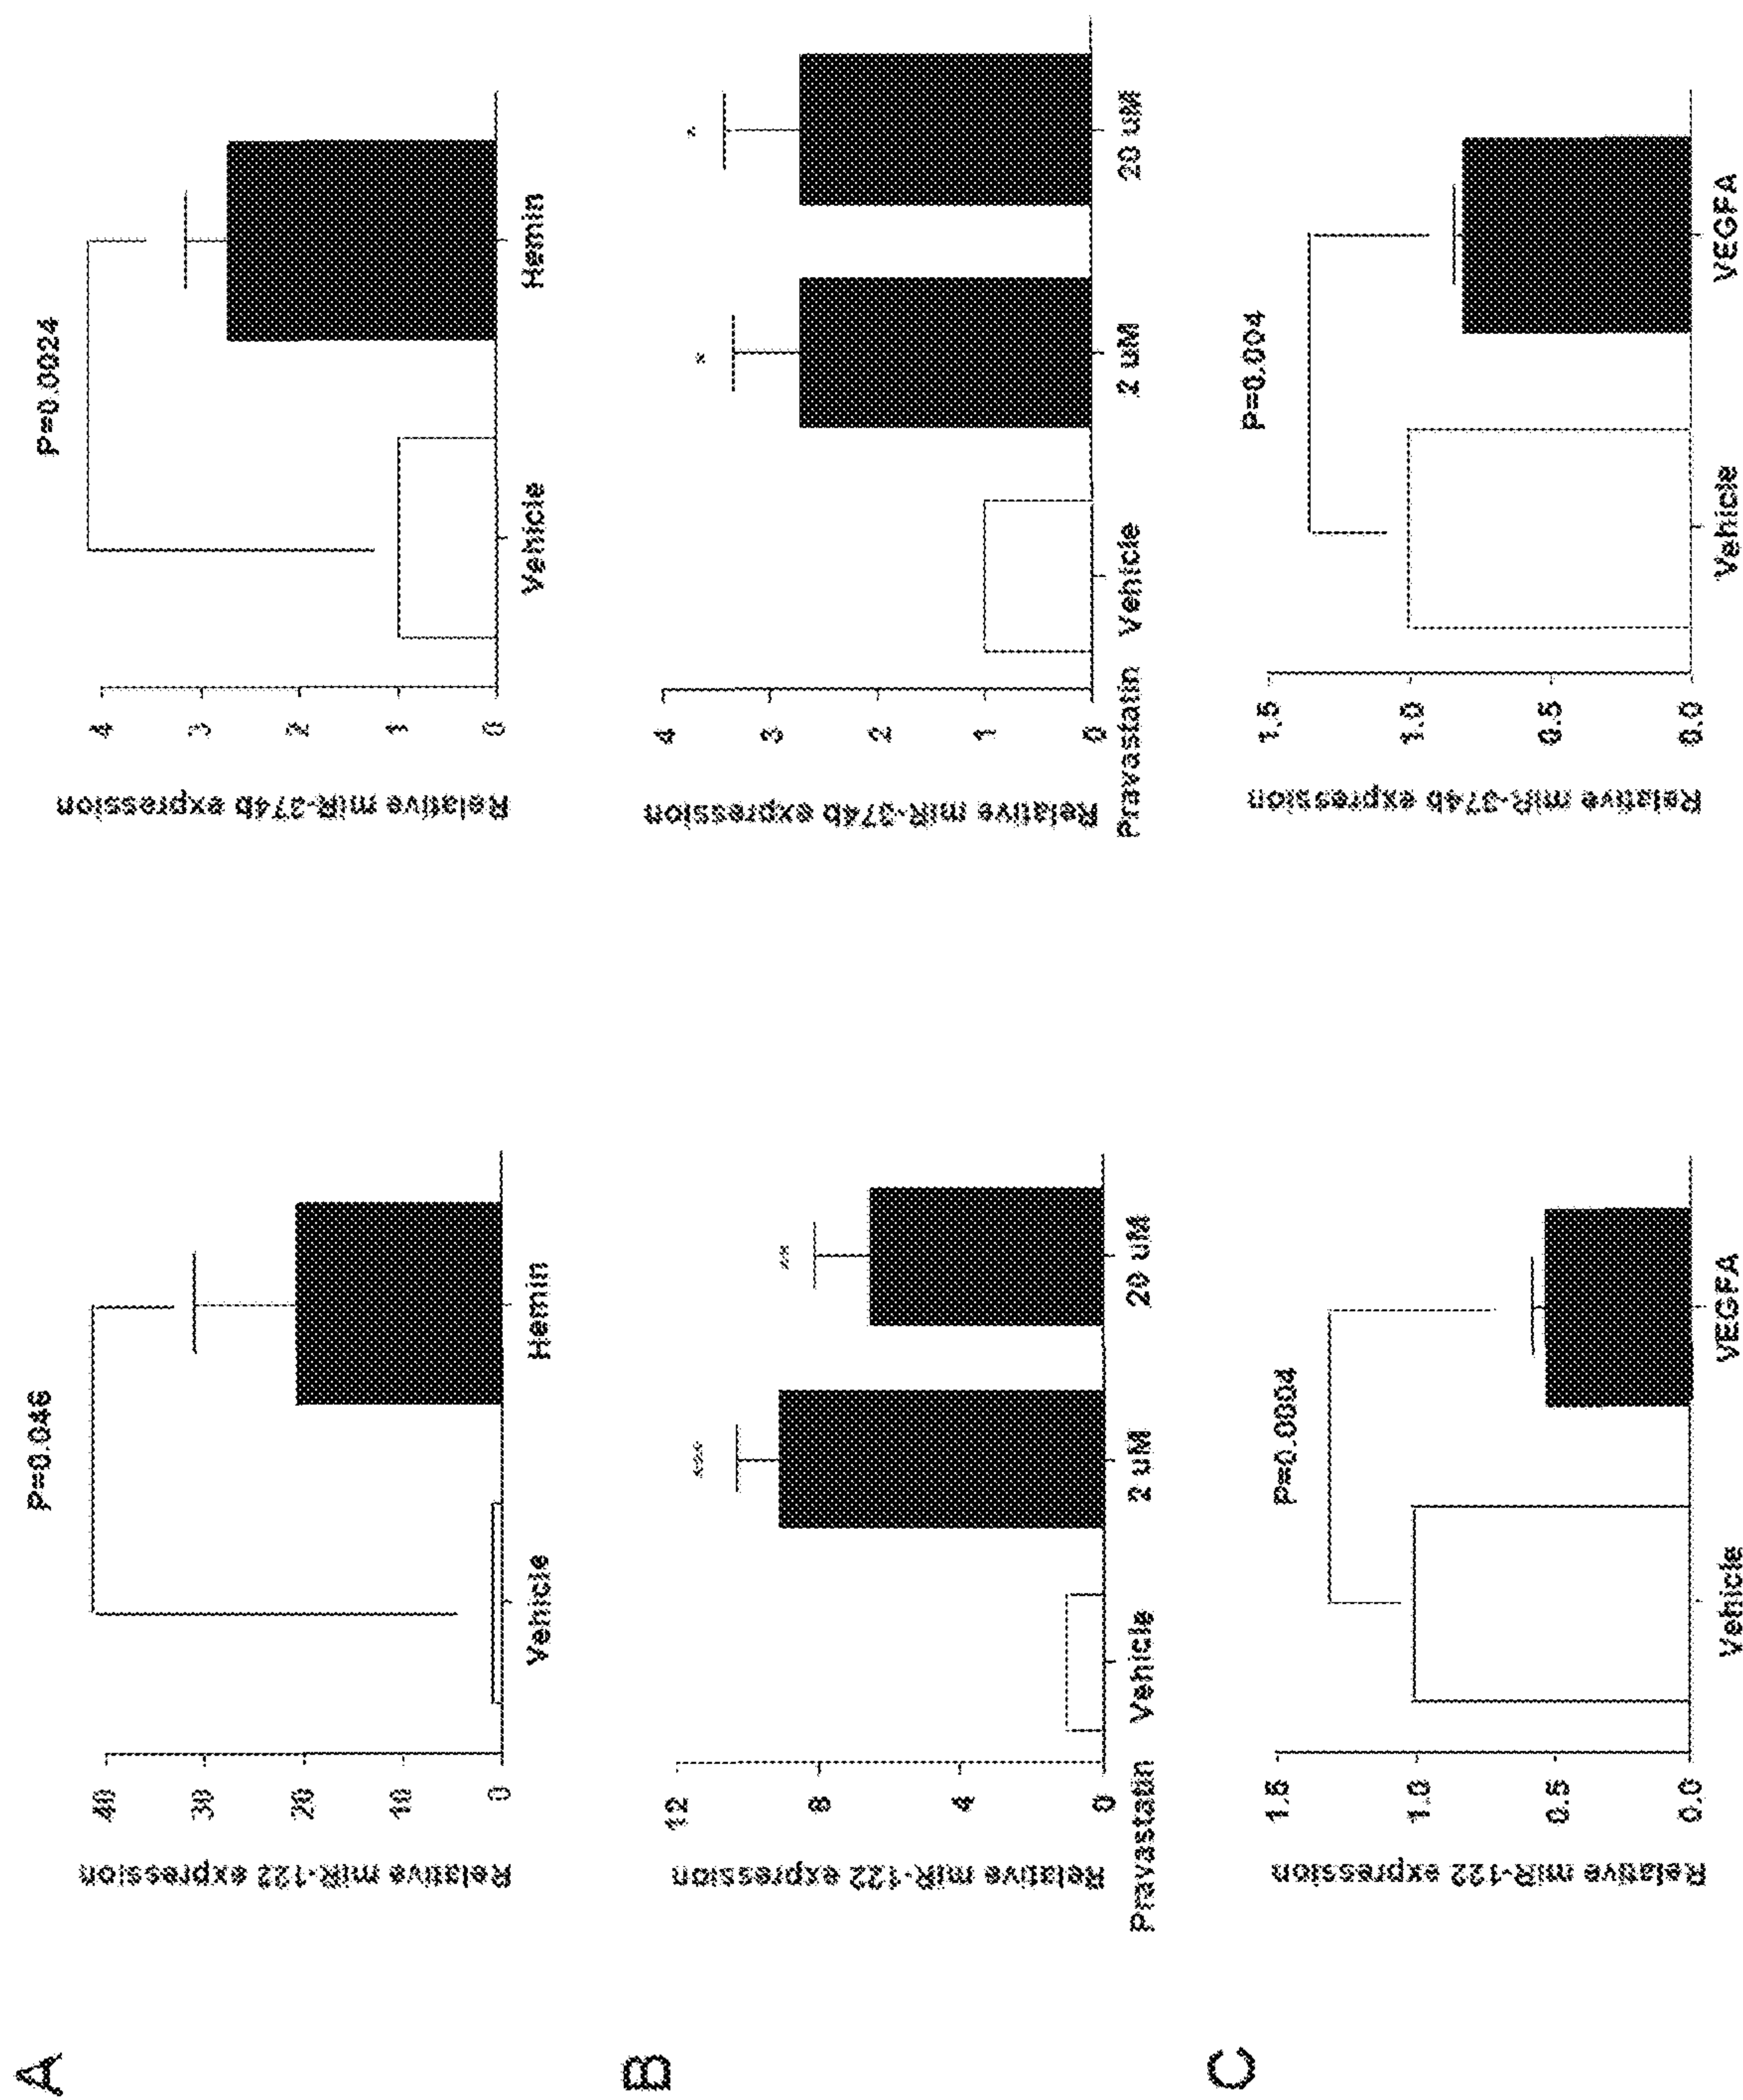 A
P=0.046
Relative miR-122 expression
40
30
20
10
0
Vehicle
Hemin
P=0.0024
Relative miR-374b expression
4
3
2
1
0
Vehicle
Hemin
B
Relative miR-122 expression
12
8
4
0
***
**
Pravastatin Vehicle 2 uM 20 uM
Relative miR-374b expression
4
3
2
1
0
*
*
Pravastatin Vehicle 2 uM 20 uM
C
P=0.0004
Relative miR-122 expression
1.5
1.0
0.5
0.0
Vehicle
VEGFA
P=0.004
Relative miR-374b expression
1.5
1.0
0.5
0.0
Vehicle
VEGFA